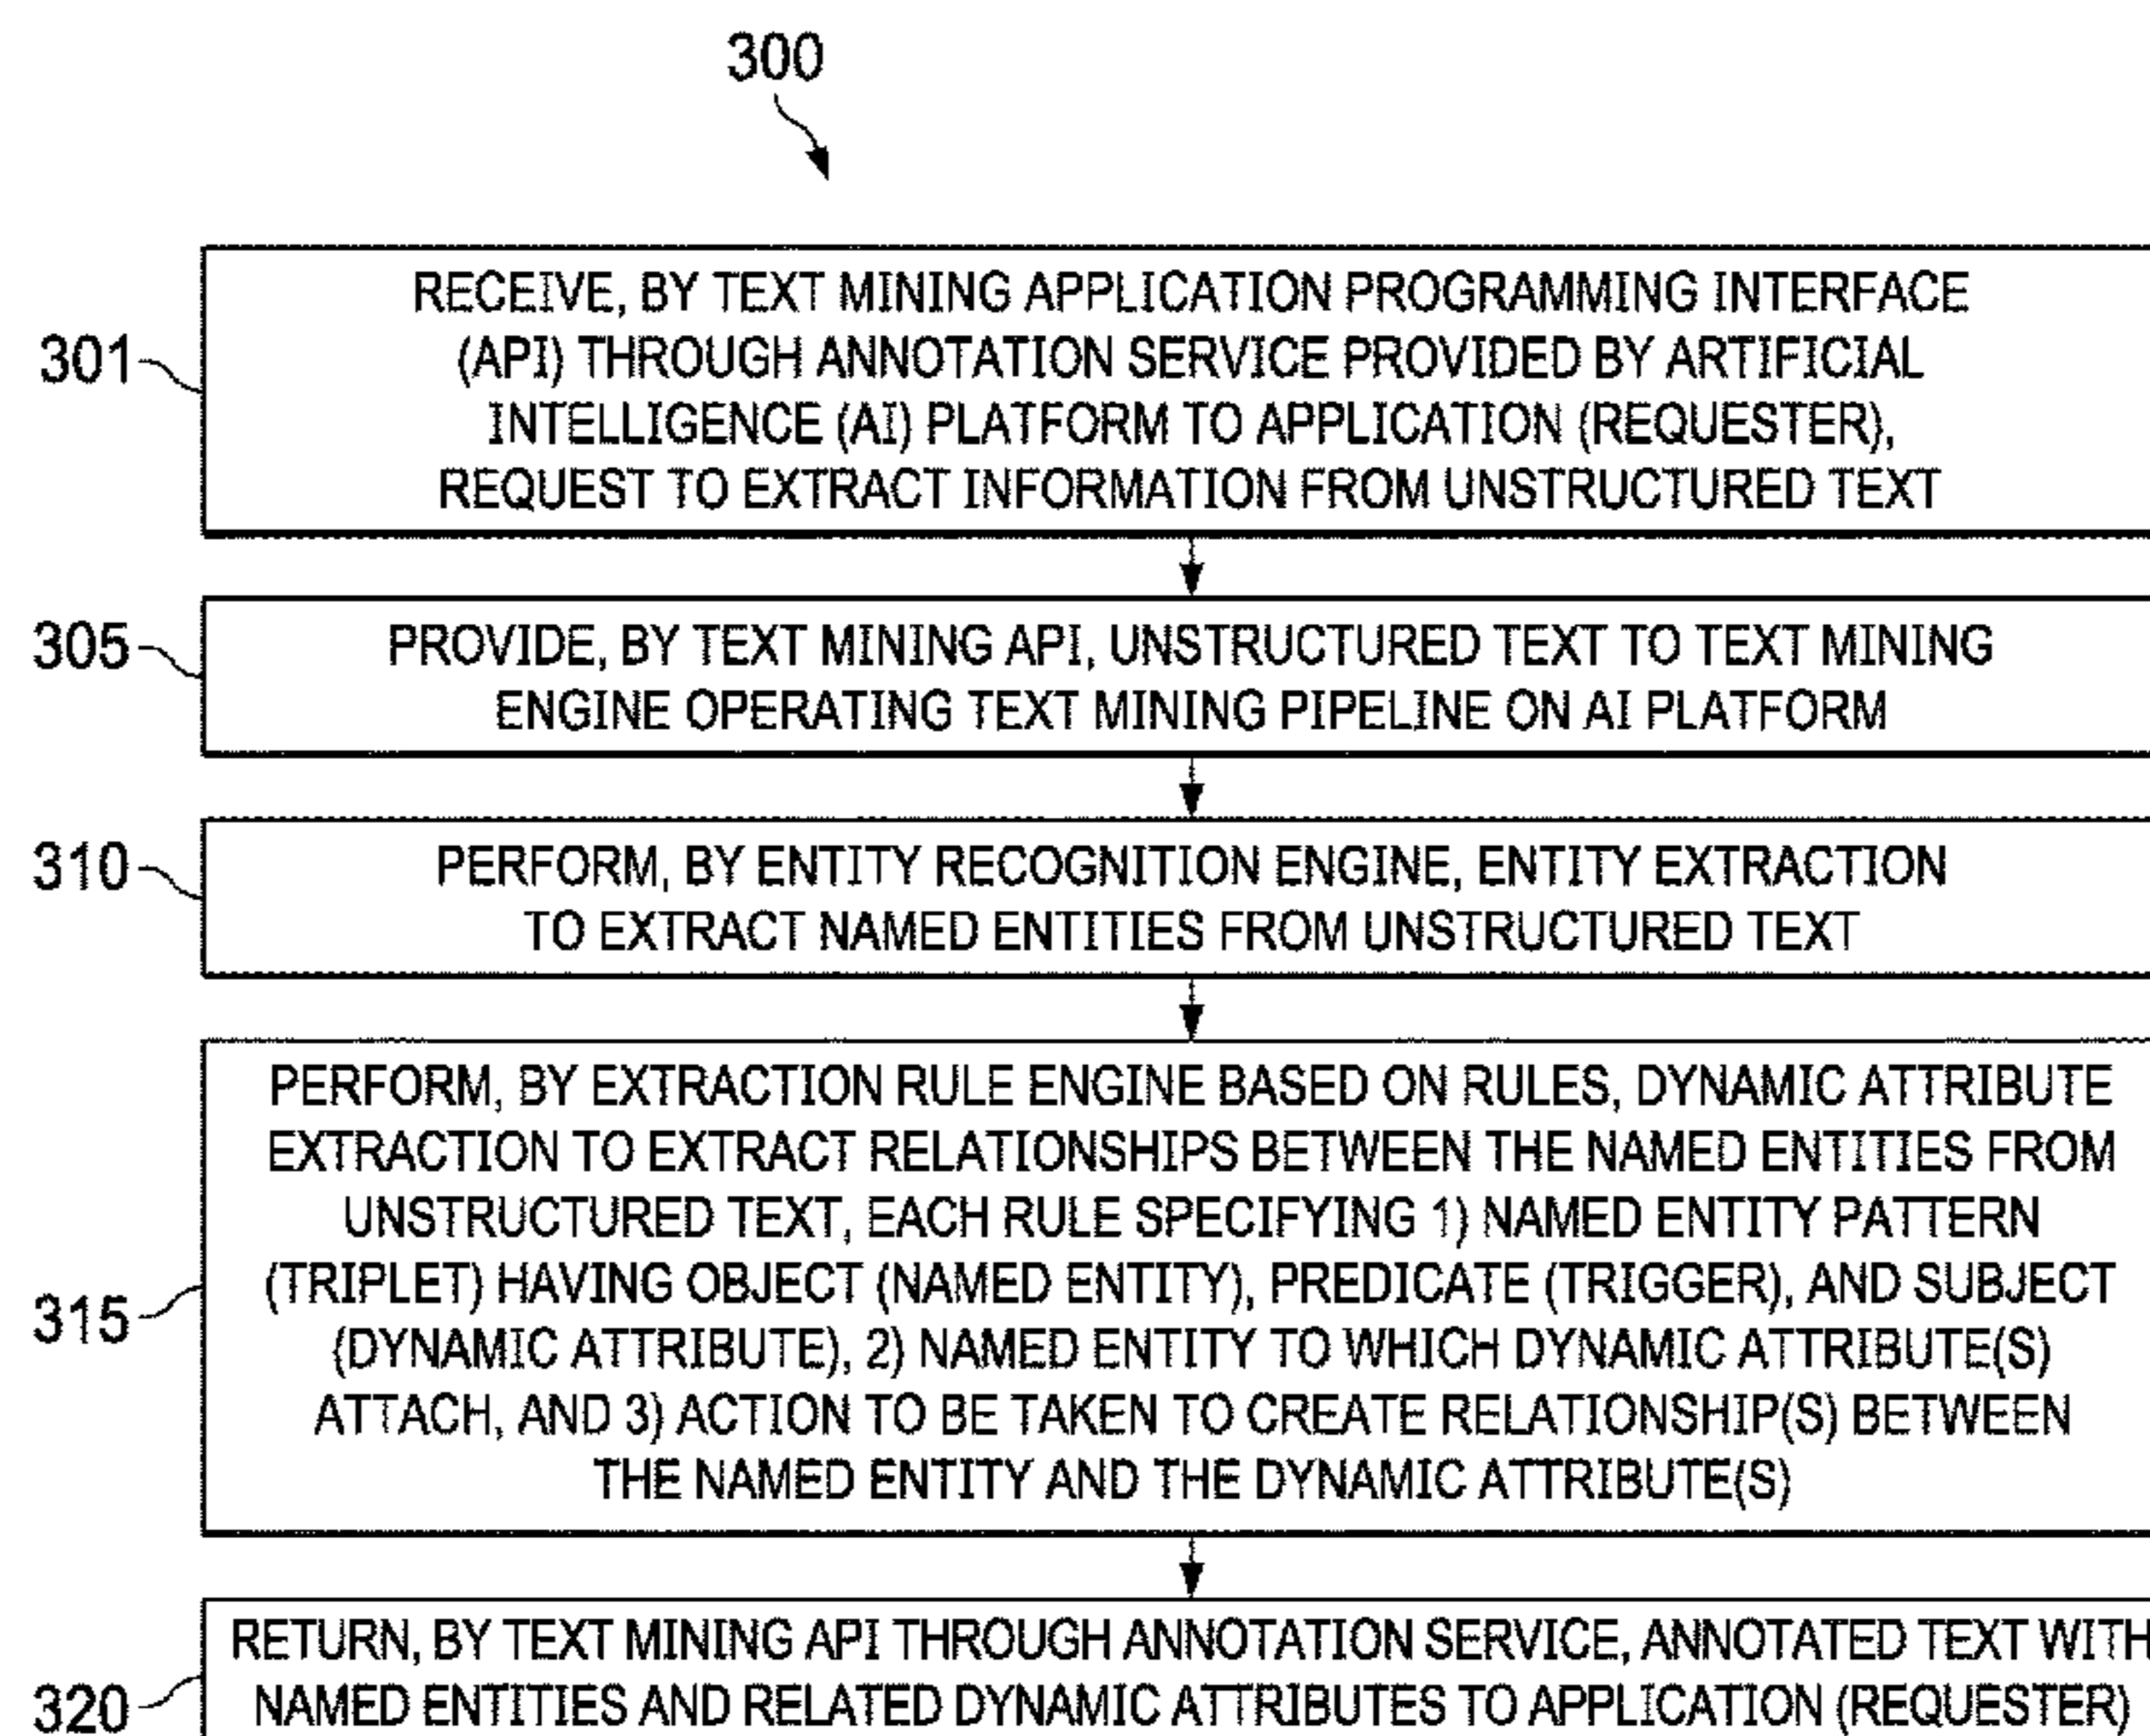 300
301
RECEIVE, BY TEXT MINING APPLICATION PROGRAMMING INTERFACE
(API) THROUGH ANNOTATION SERVICE PROVIDED BY ARTIFICIAL
INTELLIGENCE (AI) PLATFORM TO APPLICATION (REQUESTER),
REQUEST TO EXTRACT INFORMATION FROM UNSTRUCTURED TEXT
305
PROVIDE, BY TEXT MINING API, UNSTRUCTURED TEXT TO TEXT MINING
ENGINE OPERATING TEXT MINING PIPELINE ON AI PLATFORM
310
PERFORM, BY ENTITY RECOGNITION ENGINE, ENTITY EXTRACTION
TO EXTRACT NAMED ENTITIES FROM UNSTRUCTURED TEXT
315
PERFORM, BY EXTRACTION RULE ENGINE BASED ON RULES, DYNAMIC ATTRIBUTE
EXTRACTION TO EXTRACT RELATIONSHIPS BETWEEN THE NAMED ENTITIES FROM
UNSTRUCTURED TEXT, EACH RULE SPECIFYING 1) NAMED ENTITY PATTERN
(TRIPLET) HAVING OBJECT (NAMED ENTITY), PREDICATE (TRIGGER), AND SUBJECT
(DYNAMIC ATTRIBUTE), 2) NAMED ENTITY TO WHICH DYNAMIC ATTRIBUTE(S)
ATTACH, AND 3) ACTION TO BE TAKEN TO CREATE RELATIONSHIP(S) BETWEEN
THE NAMED ENTITY AND THE DYNAMIC ATTRIBUTE(S)
320
RETURN, BY TEXT MINING API THROUGH ANNOTATION SERVICE, ANNOTATED TEXT WITH
NAMED ENTITIES AND RELATED DYNAMIC ATTRIBUTES TO APPLICATION (REQUESTER)